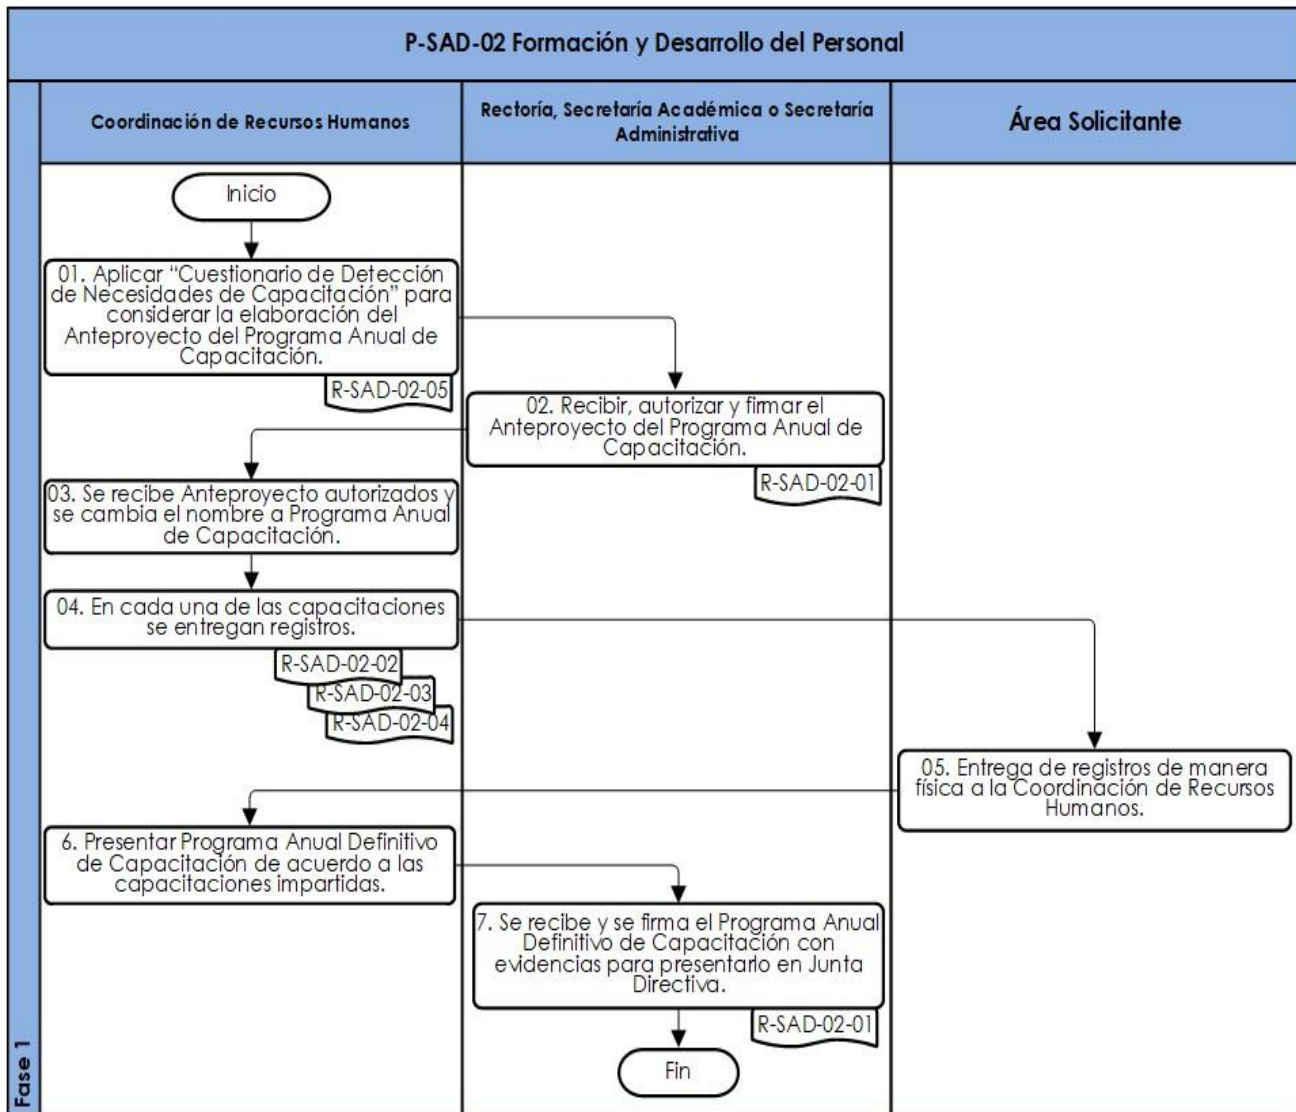 P-SAD-02 Formación y Desarrollo del Personal
Coordinación de Recursos Humanos
Rectoría, Secretaría Académica o Secretaría
Administrativa
Área Solicitante
Inicio
01. Aplicar “Cuestionario de Detección
de Necesidades de Capacitación” para
considerar la elaboración del
Anteproyecto del Programa Anual de
Capacitación.
R-SAD-02-05
02. Recibir, autorizar y firmar el
Anteproyecto del Programa Anual de
Capacitación.
R-SAD-02-01
03. Se recibe Anteproyecto autorizados y
se cambia el nombre a Programa Anual
de Capacitación.
04. En cada una de las capacitaciones
se entregan registros.
R-SAD-02-02
R-SAD-02-03
R-SAD-02-04
05. Entrega de registros de manera
física a la Coordinación de Recursos
Humanos.
6. Presentar Programa Anual Definitivo
de Capacitación de acuerdo a las
capacitaciones impartidas.
7. Se recibe y se firma el Programa Anual
Definitivo de Capacitación con
evidencias para presentarlo en Junta
Directiva.
R-SAD-02-01
Fin
Fase 1